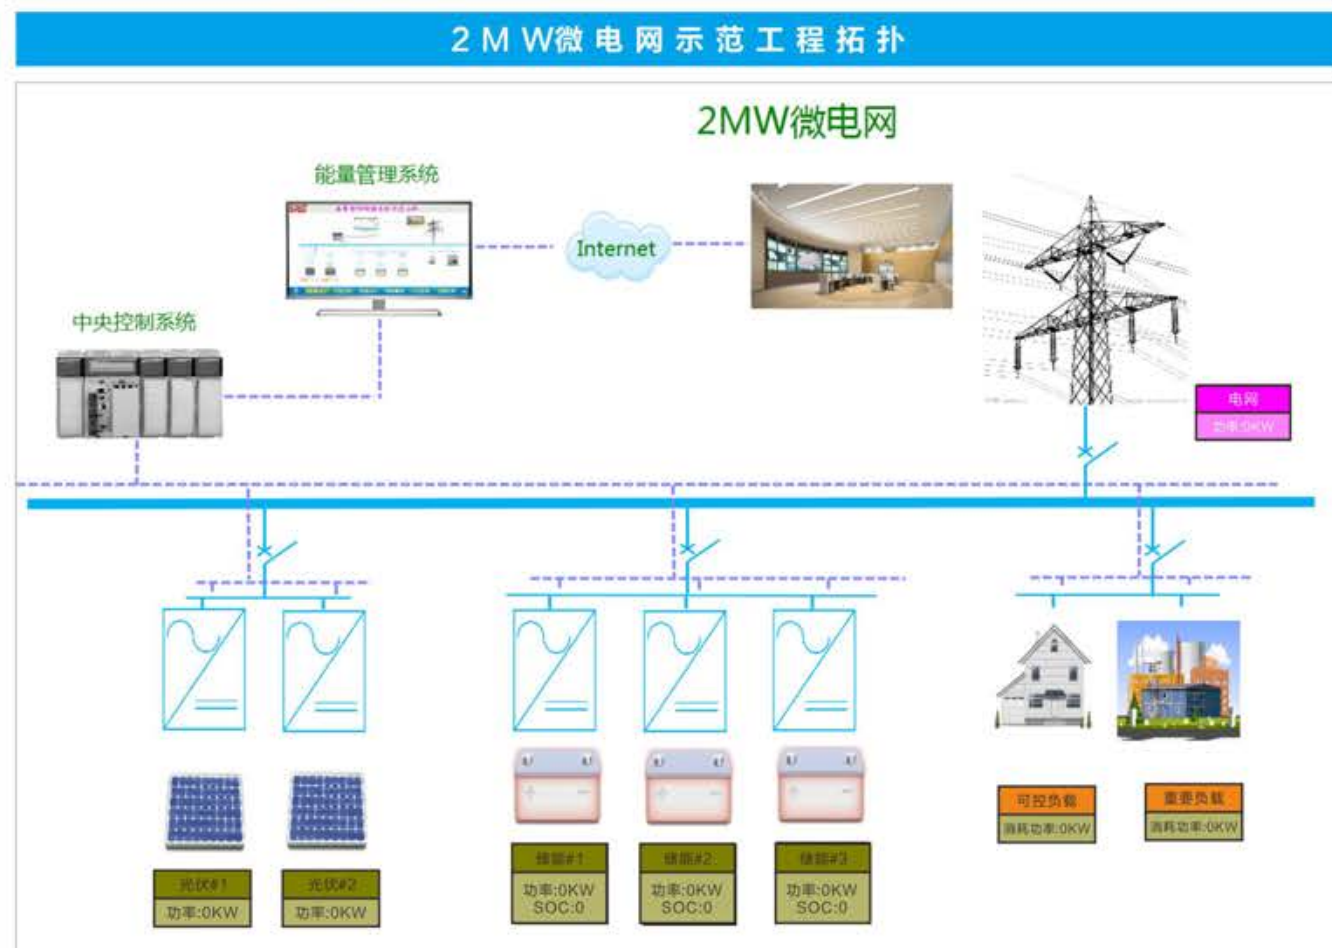 2MW微电网示范工程拓扑
2MW微电网
能量管理系统
Internet
中央控制系统
电网
功率:0KW
可控负载
消耗功率:0KW
重要负载
消耗功率:0KW
储能#1
功率:0KW
SOC:0
储能#2
功率:0KW
SOC:0
储能#3
功率:0KW
SOC:0
光伏#1
功率:0KW
光伏#2
功率:0KW